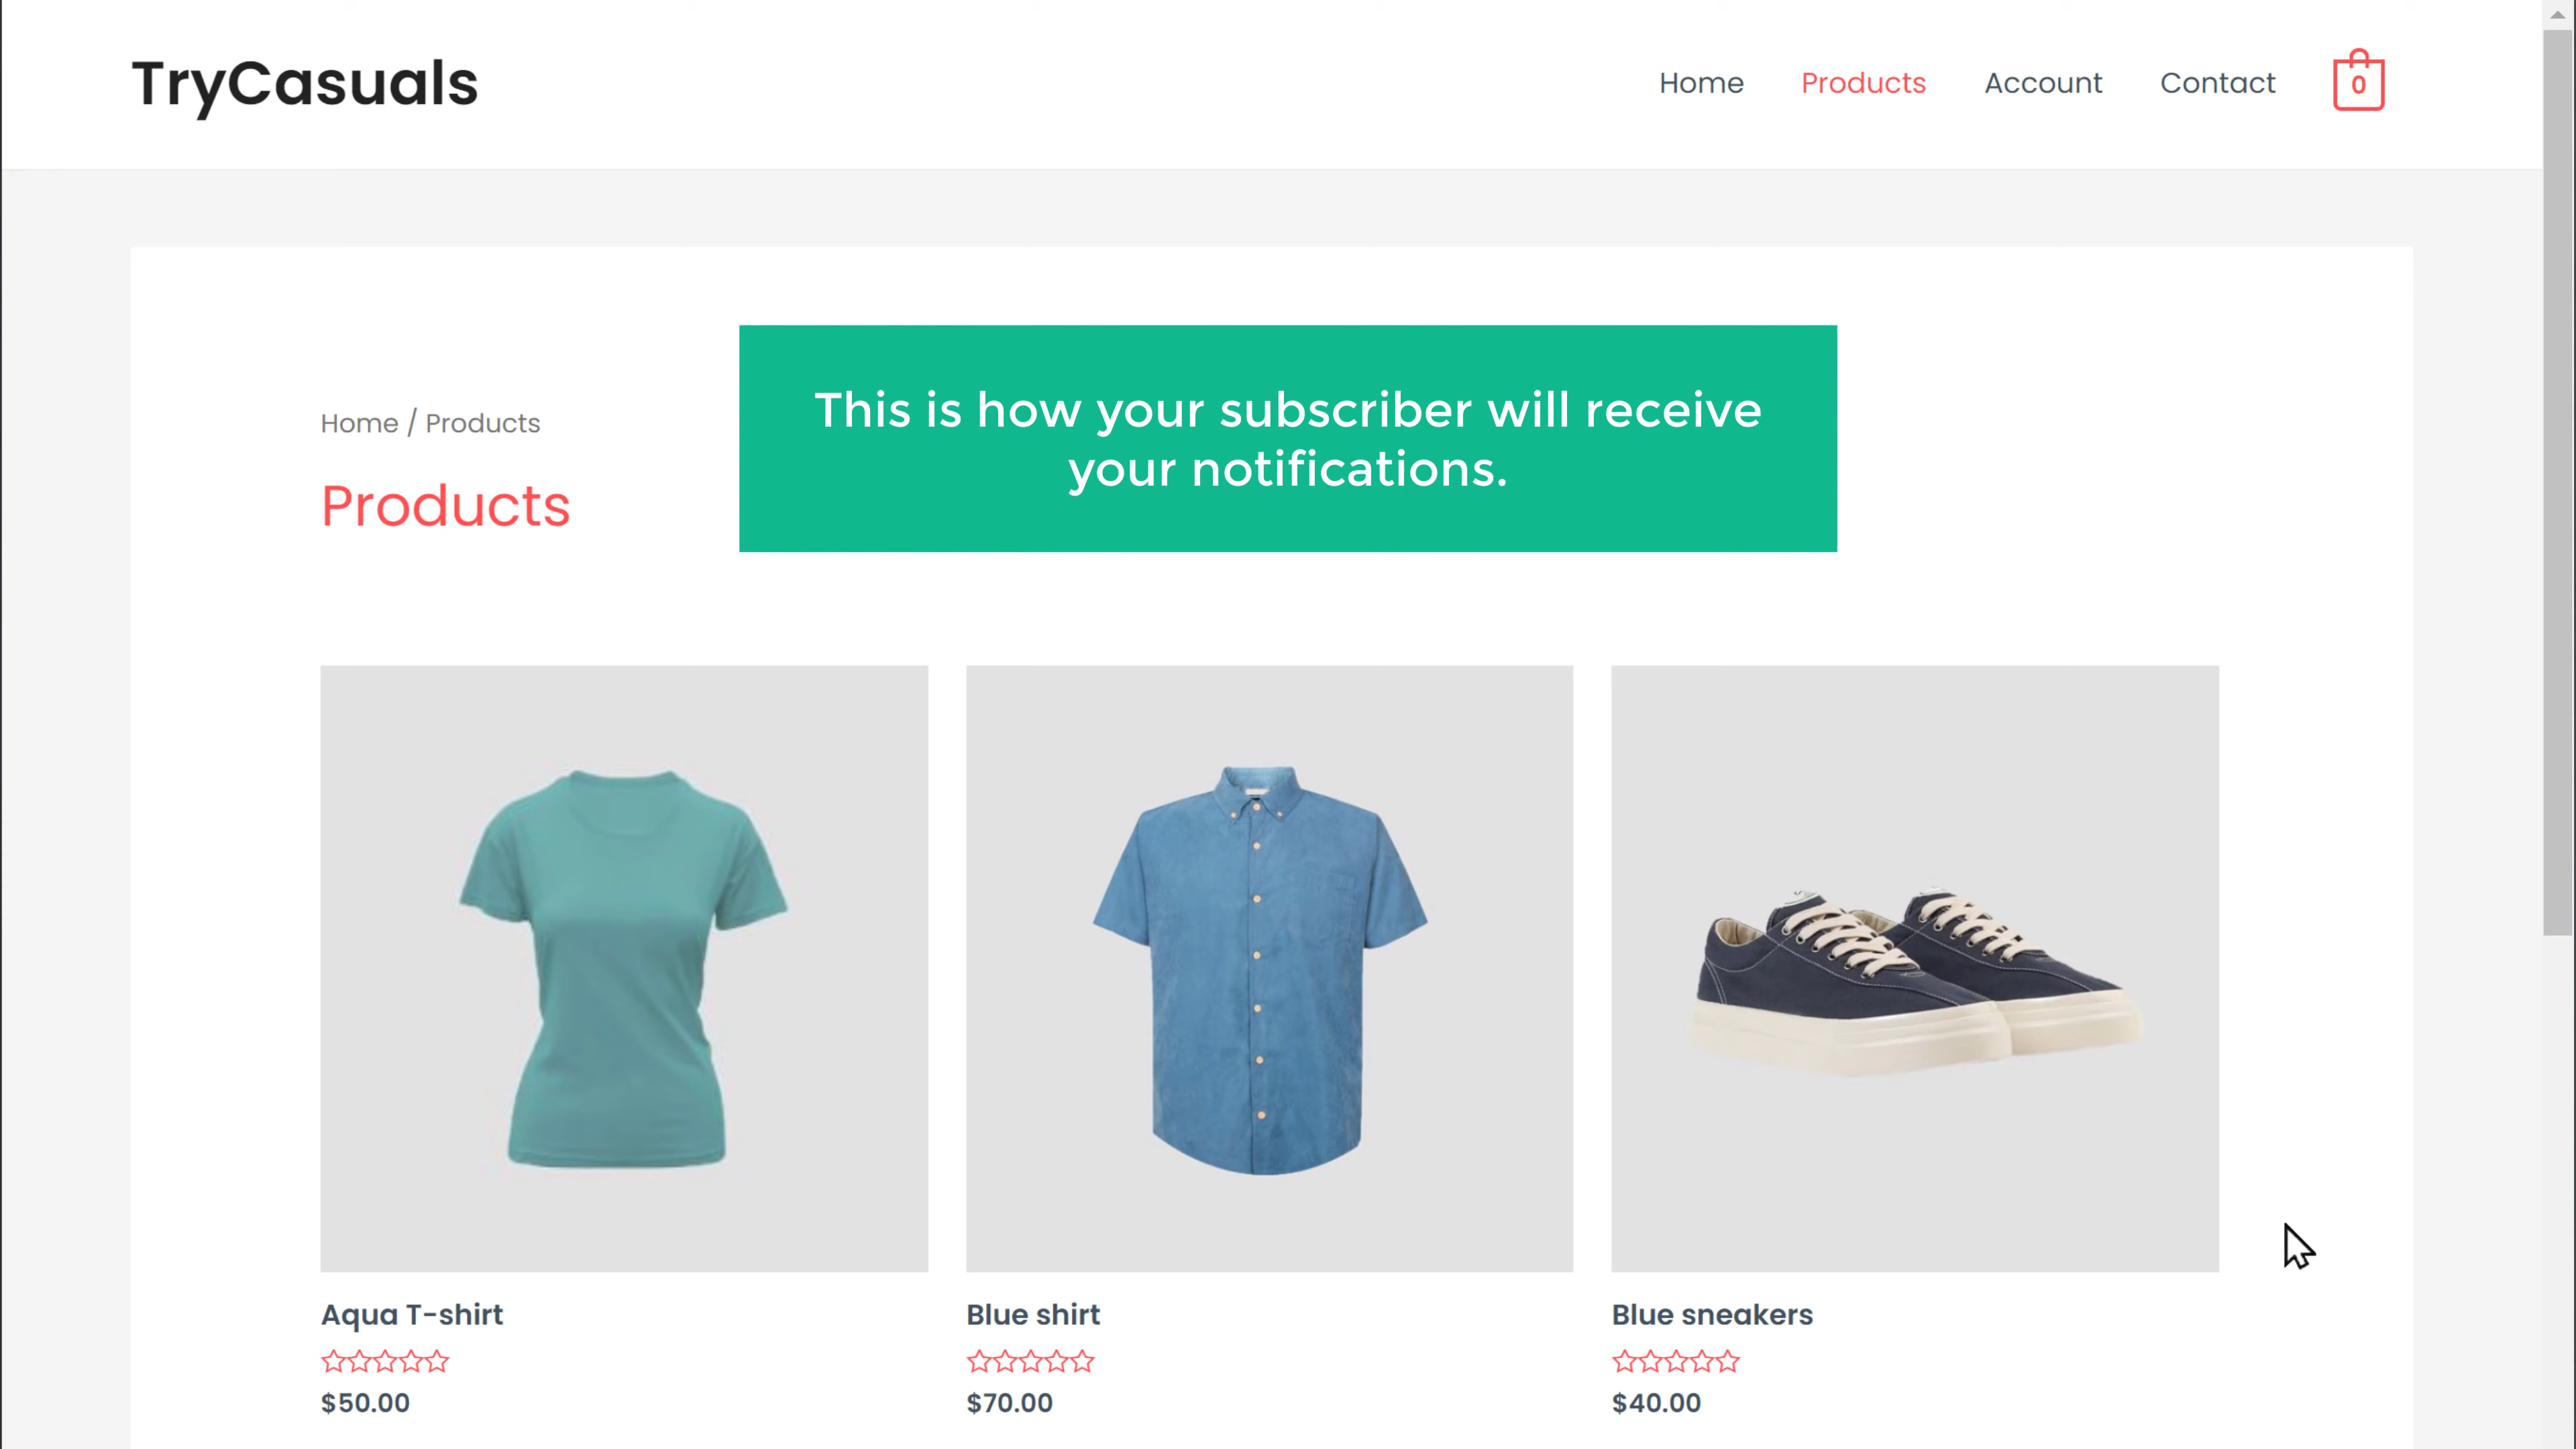 TryCasuals
Home Products Account Contact 0
This is how your subscriber will receive
your notifications.
Home / Products
Products
Aqua T-shirt
$50.00
Blue shirt
$70.00
Blue sneakers
$40.00